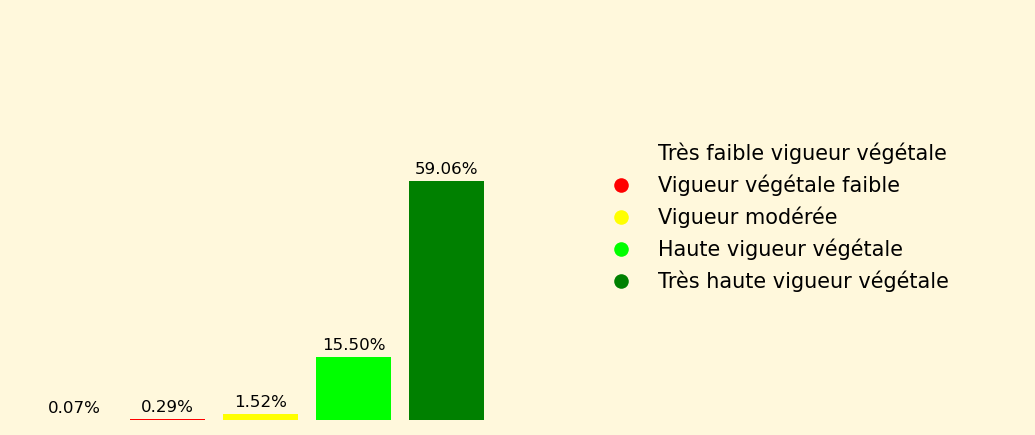 0.07%
0.29%
1.52%
15.50%
59.06%
Très faible vigueur végétale
Vigueur végétale faible
Vigueur modérée
Haute vigueur végétale
Très haute vigueur végétale